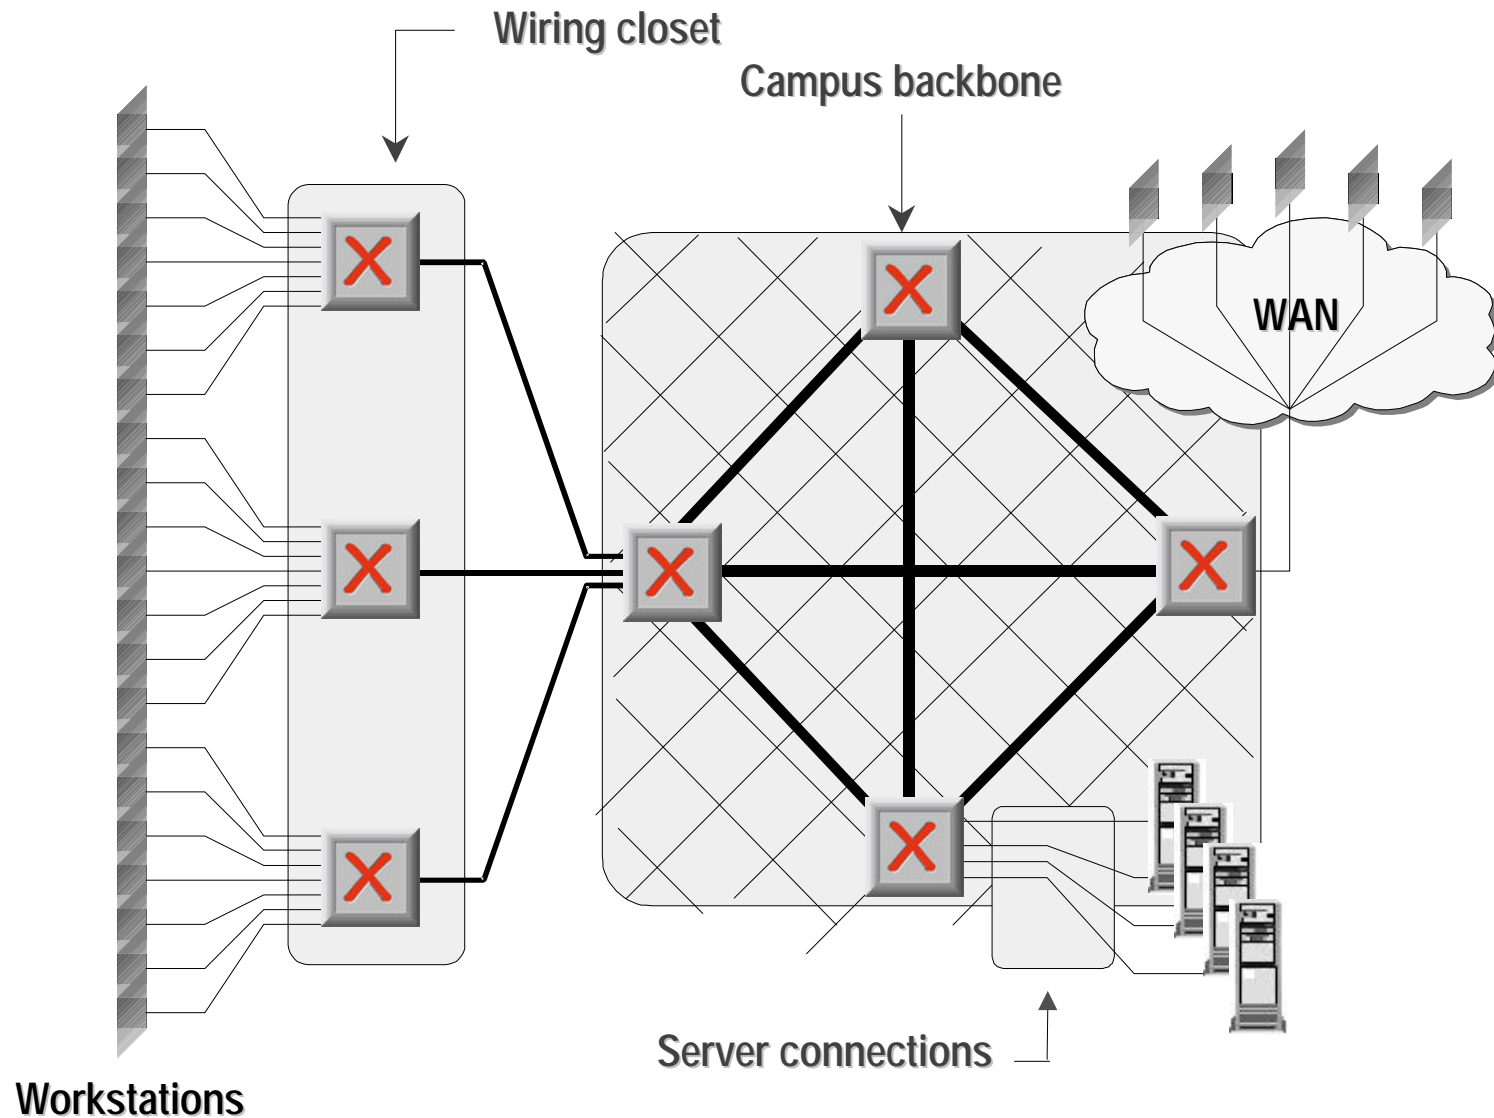 Wiring closet
Campus backbone
WAN
Server connections
Workstations